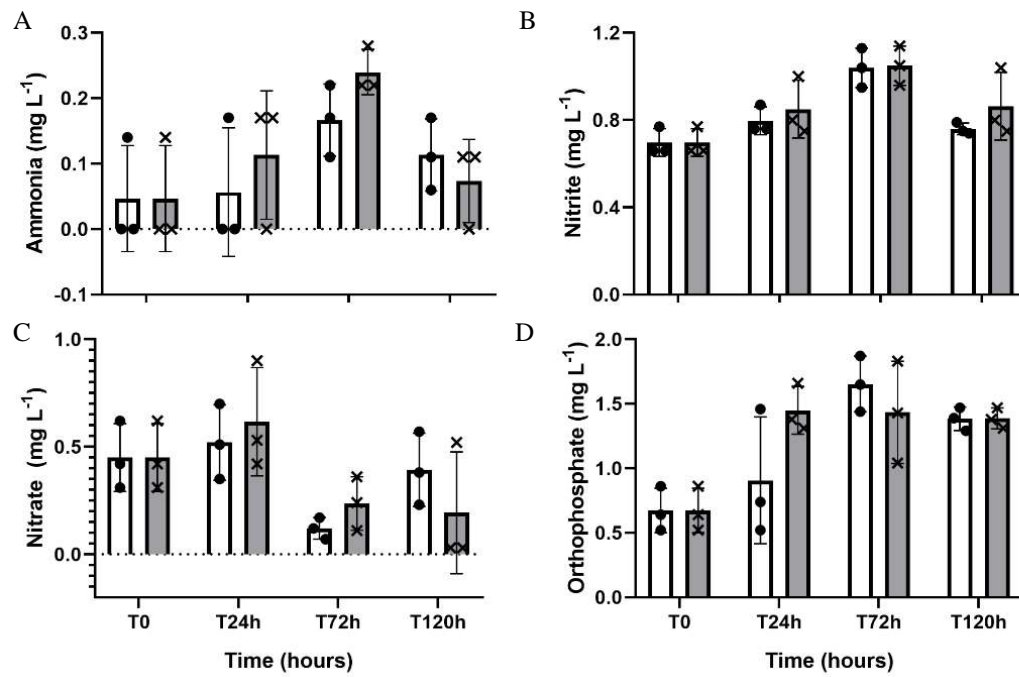 A
Ammonia (mg L⁻¹)
0.3
0.2
0.1
0.0
-0.1
B
Nitrite (mg L⁻¹)
1.2
0.8
0.4
0.0
C
Nitrate (mg L⁻¹)
1.0
0.5
0.0
T0 T24h T72h T120h
Time (hours)
D
Orthophosphate (mg L⁻¹)
2.0
1.5
1.0
0.5
0.0
T0 T24h T72h T120h
Time (hours)